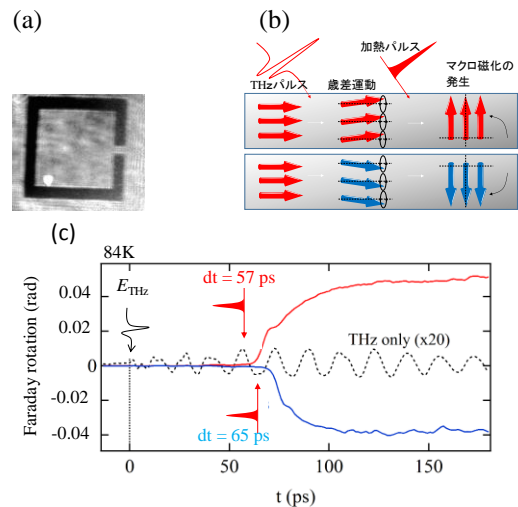 (a)
(b)
加熱パルス
マクロ磁化の
発生
THzパルス
歳差運動
(c)
84K
E_THz
dt = 57 ps
THz only (x20)
dt = 65 ps
Faraday rotation (rad)
0.04
0.02
0
-0.02
-0.04
0
50
100
150
t (ps)